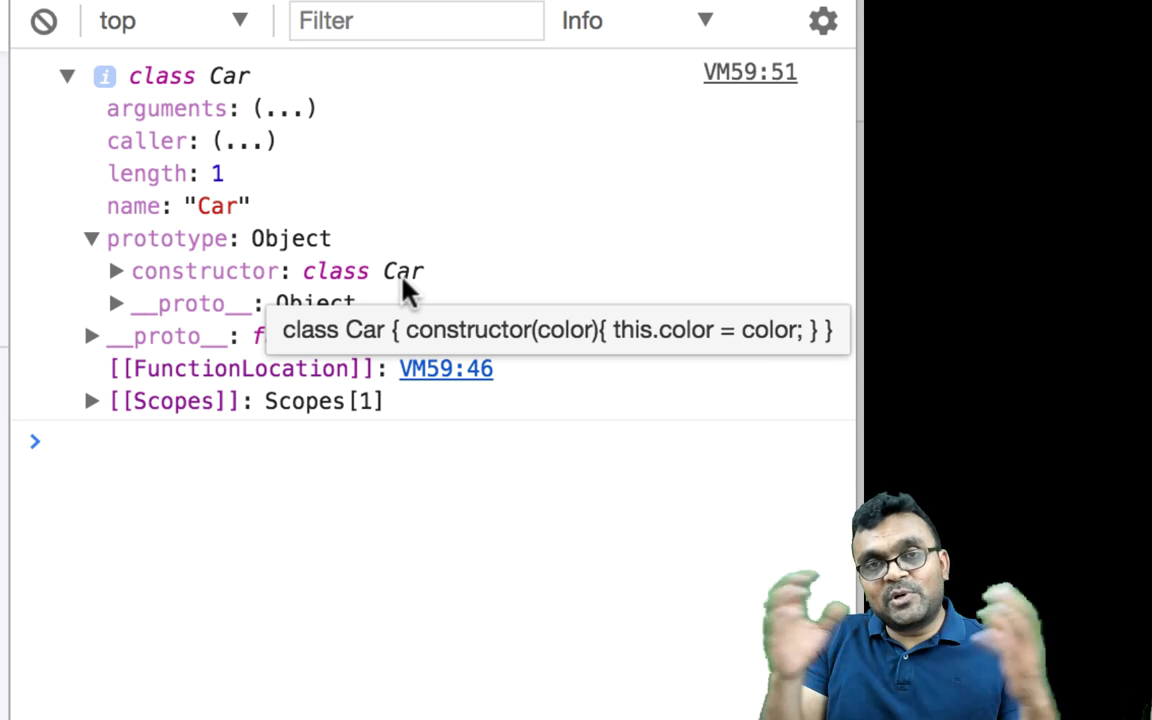 top Filter Info
class Car VM59:51
arguments: (...)
caller: (...)
length: 1
name: "Car"
prototype: Object
constructor: class Car
__proto__: Object
class Car { constructor(color){ this.color = color; } }
__proto__: f
[[FunctionLocation]]: VM59:46
[[Scopes]]: Scopes[1]